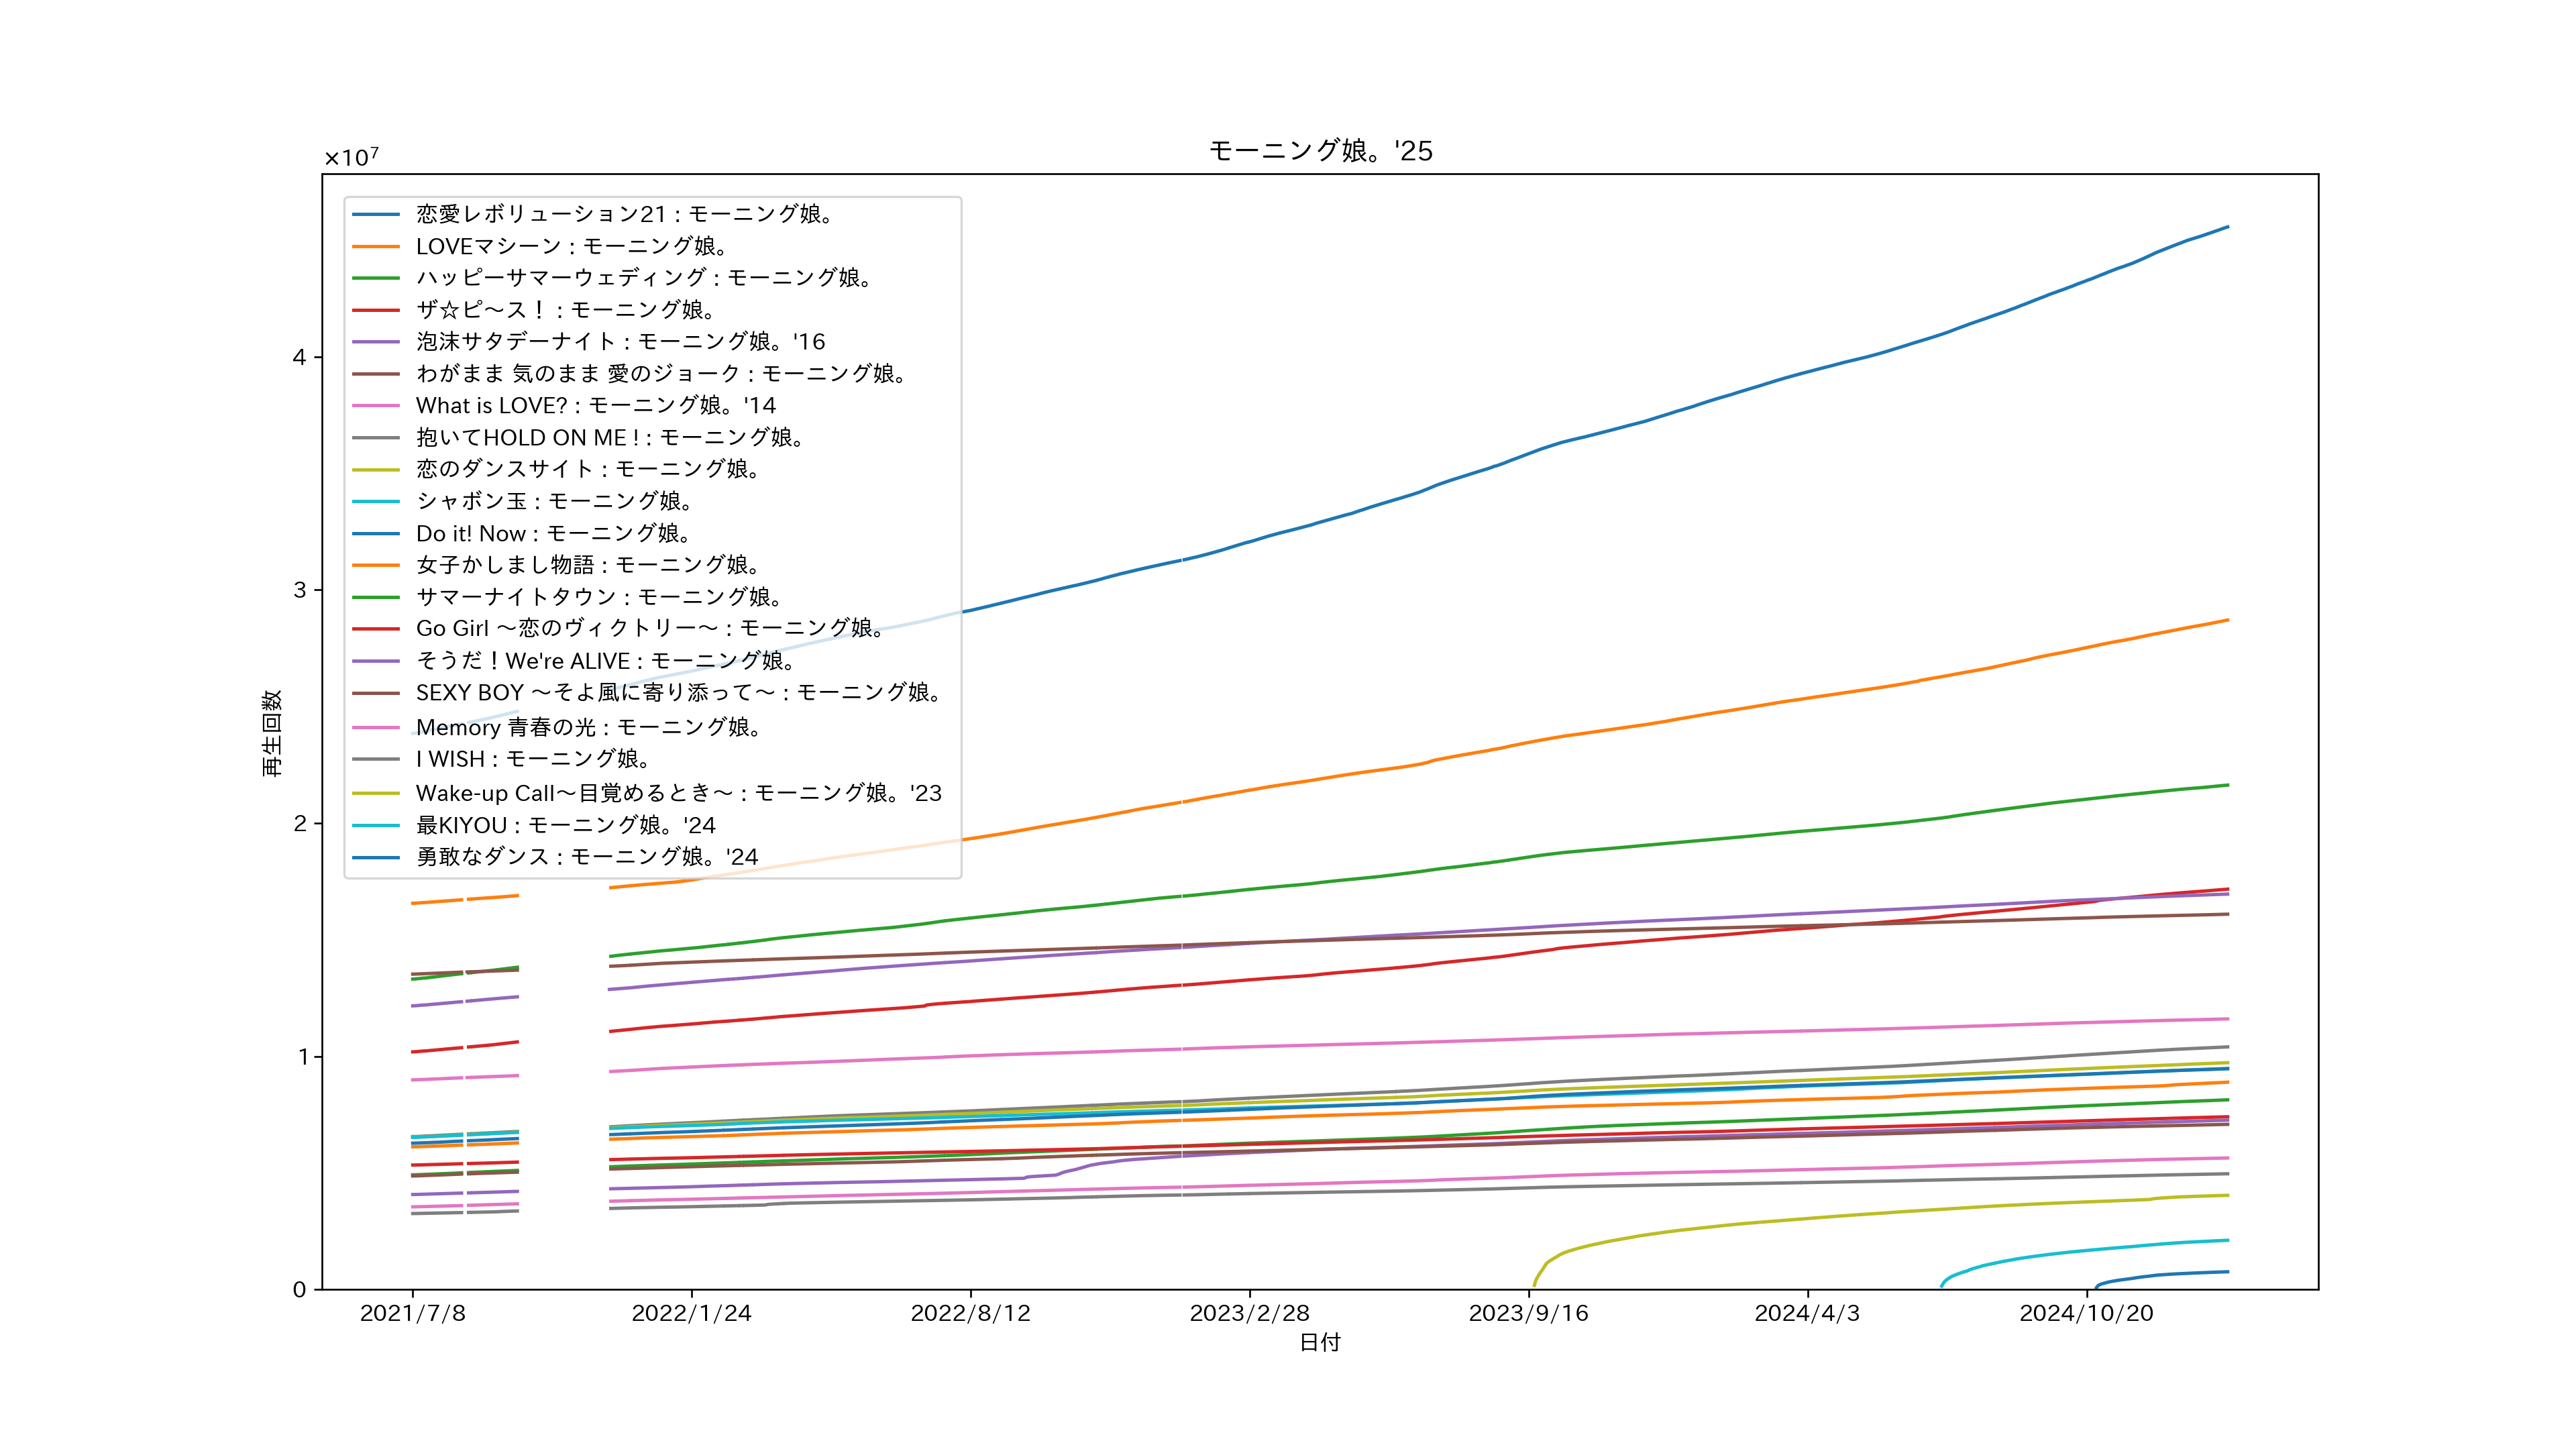 モーニング娘。'25
×10⁷
恋愛レボリューション21 : モーニング娘。
LOVEマシーン : モーニング娘。
ハッピーサマーウェディング : モーニング娘。
ザ☆ピ〜ス！ : モーニング娘。
泡沫サタデーナイト : モーニング娘。'16
わがまま 気のまま 愛のジョーク : モーニング娘。
What is LOVE? : モーニング娘。'14
抱いてHOLD ON ME ! : モーニング娘。
恋のダンスサイト : モーニング娘。
シャボン玉 : モーニング娘。
Do it! Now : モーニング娘。
女子かしまし物語 : モーニング娘。
サマーナイトタウン : モーニング娘。
Go Girl 〜恋のヴィクトリー〜 : モーニング娘。
そうだ！We're ALIVE : モーニング娘。
SEXY BOY 〜そよ風に寄り添って〜 : モーニング娘。
Memory 青春の光 : モーニング娘。
I WISH : モーニング娘。
Wake-up Call〜目覚めるとき〜 : モーニング娘。'23
最KIYOU : モーニング娘。'24
勇敢なダンス : モーニング娘。'24
4
3
2
1
0
再生回数
2021/7/8 2022/1/24 2022/8/12 2023/2/28 2023/9/16 2024/4/3 2024/10/20
日付